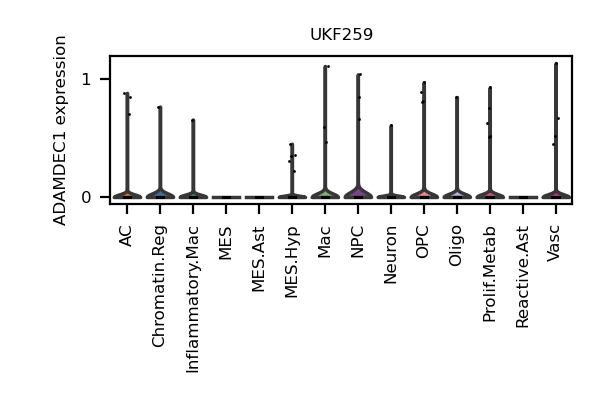 UKF259
ADAMDEC1 expression
1
0
AC
Chromatin.Reg
Inflammatory.Mac
MES
MES.Ast
MES.Hyp
Mac
NPC
Neuron
OPC
Oligo
Prolif.Metab
Reactive.Ast
Vasc